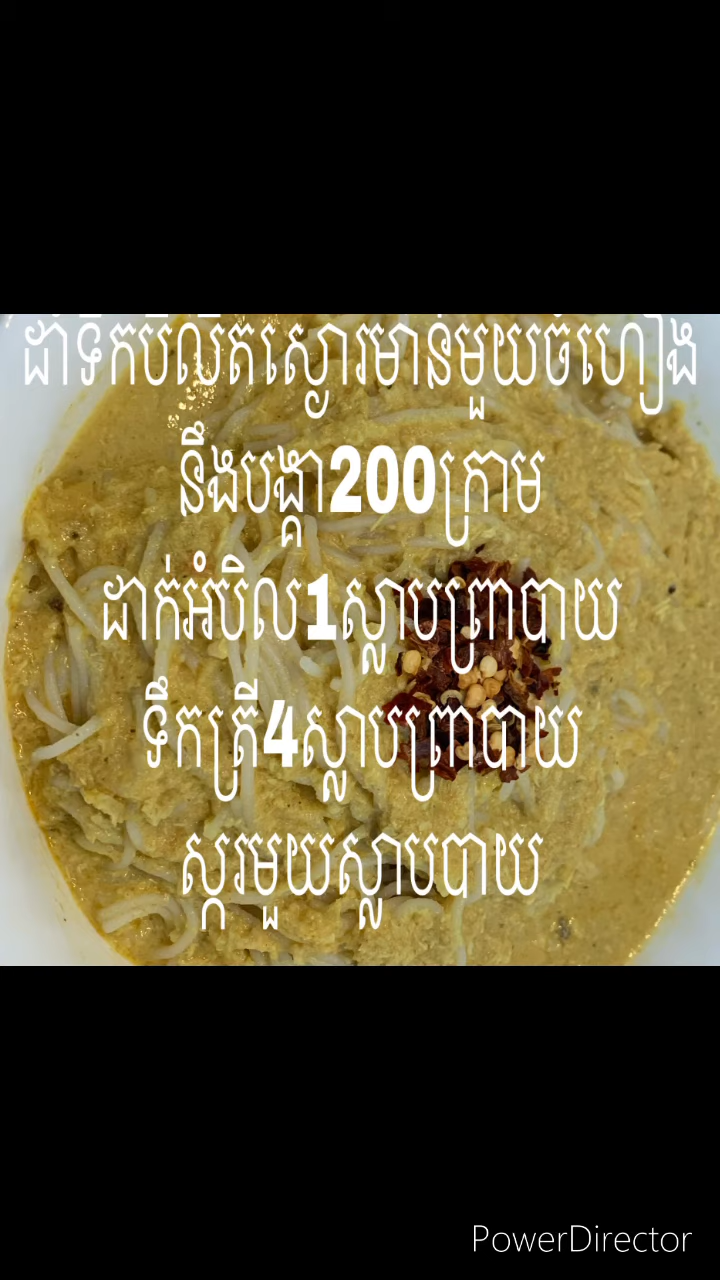 ដាំទឹកបីលីតស្ងោរមាន់មួយចំហៀង
នឹងបង្គា200ក្រាម
ដាក់អំបិល1ស្លាបព្រាបាយ
ទឹកត្រី4ស្លាបព្រាបាយ
ស្ករមួយស្លាបបាយ
PowerDirector